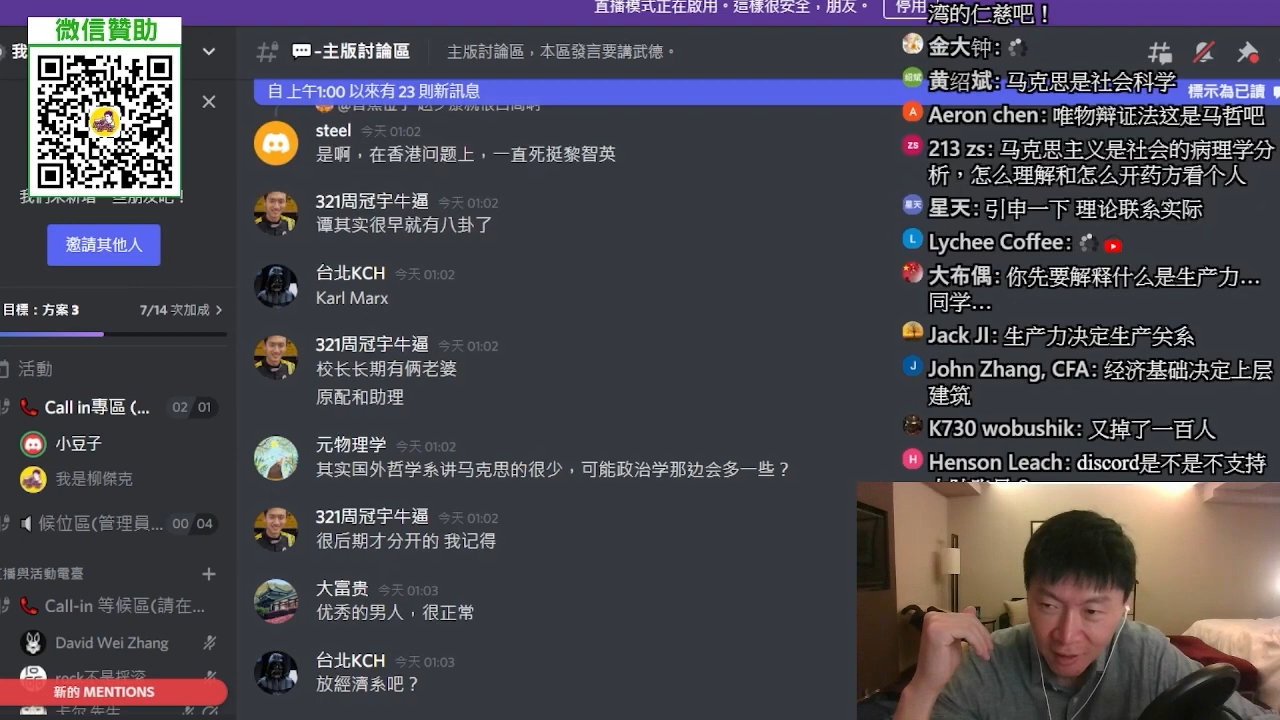 直播模式正在啟用。這樣很安全，朋友。
停用
微信贊助
我
邀請其他人
目標：方案 3
7/14 次加成
活動
Call in專區 (...
02 01
小豆子
我是柳傑克
候位區(管理員...
00 04
播與活動電臺
Call-in 等候區(請在...
David Wei Zhang
rock不是搖滾
新的 MENTIONS
-主版討論區
主版討論區，本區發言要講武德。
自 上午1:00 以來有 23 則新訊息
標示為已讀
steel 今天 01:02
是啊，在香港问题上，一直死挺黎智英
321周冠宇牛逼 今天 01:02
谭其实很早就有八卦了
台北KCH 今天 01:02
Karl Marx
321周冠宇牛逼 今天 01:02
校长长期有俩老婆
原配和助理
元物理学 今天 01:02
其实国外哲学系讲马克思的很少，可能政治学那边会多一些？
321周冠宇牛逼 今天 01:02
很后期才分开的 我记得
大富贵 今天 01:03
优秀的男人，很正常
台北KCH 今天 01:03
放經濟系吧？
湾的仁慈吧！
金大钟:
黄绍斌: 马克思是社会科学
Aeron chen: 唯物辩证法这是马哲吧
213 zs: 马克思主义是社会的病理学分
析，怎么理解和怎么开药方看个人
星天: 引申一下 理论联系实际
Lychee Coffee:
大布偶: 你先要解释什么是生产力...
同学...
Jack JI: 生产力决定生产关系
John Zhang, CFA: 经济基础决定上层
建筑
K730 wobushik: 又掉了一百人
Henson Leach: discord是不是不支持